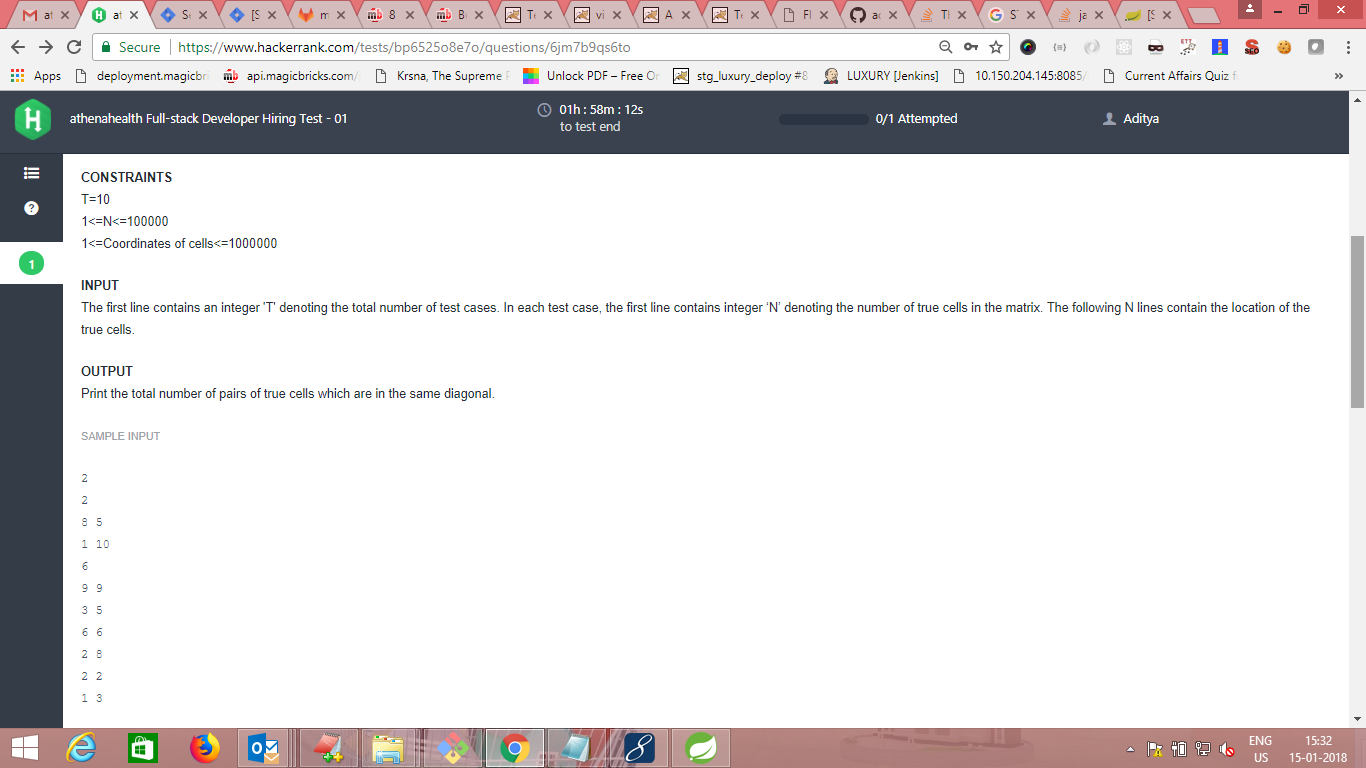 at
at
S
[S
m
8
B
T
vi
A
T
Fl
ac
Tl
S
ja
[S
Secure https://www.hackerrank.com/tests/bp6525o8e7o/questions/6jm7b9qs6to
Apps deployment.magicbri api.magicbricks.com/ Krsna, The Supreme Unlock PDF – Free Or stg_luxury_deploy #8 LUXURY [Jenkins] 10.150.204.145:8085/ Current Affairs Quiz f »
athenahealth Full-stack Developer Hiring Test - 01
01h : 58m : 12s
to test end
0/1 Attempted
Aditya
1
CONSTRAINTS
T=10
1<=N<=100000
1<=Coordinates of cells<=1000000
INPUT
The first line contains an integer 'T' denoting the total number of test cases. In each test case, the first line contains integer ‘N’ denoting the number of true cells in the matrix. The following N lines contain the location of the
true cells.
OUTPUT
Print the total number of pairs of true cells which are in the same diagonal.
SAMPLE INPUT
2
2
8 5
1 10
6
9 9
3 5
6 6
2 8
2 2
1 3
ENG
US
15:32
15-01-2018